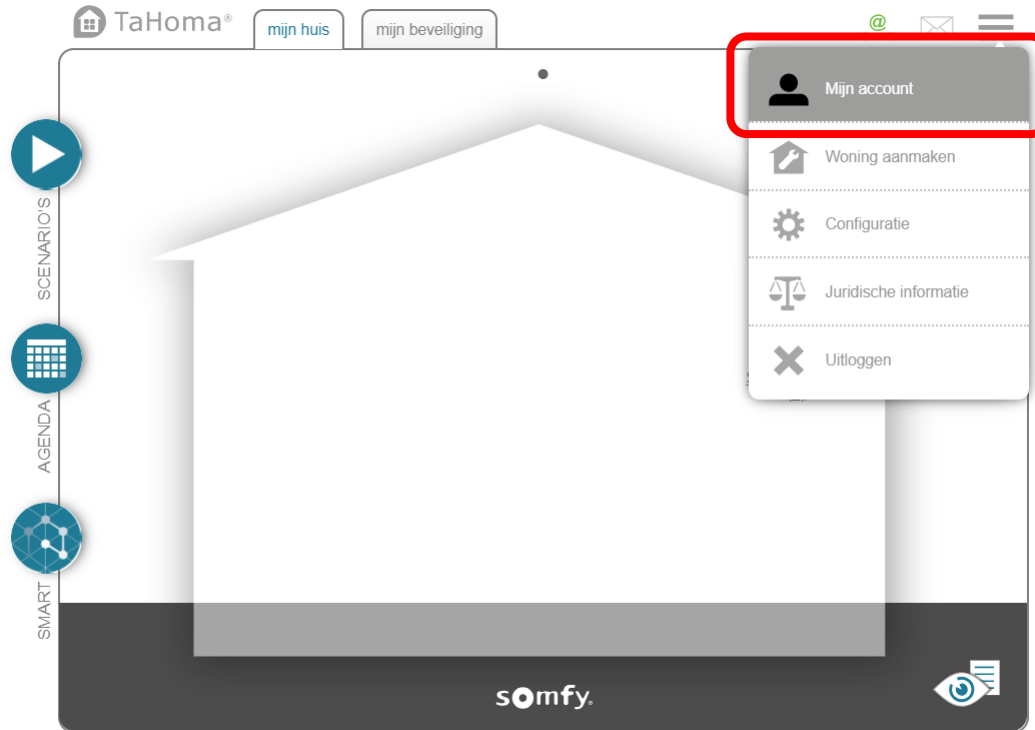 TaHoma®
mijn huis
mijn beveiliging
@
Mijn account
Woning aanmaken
Configuratie
Juridische informatie
Uitloggen
SCENARIO'S
AGENDA
SMART
somfy.